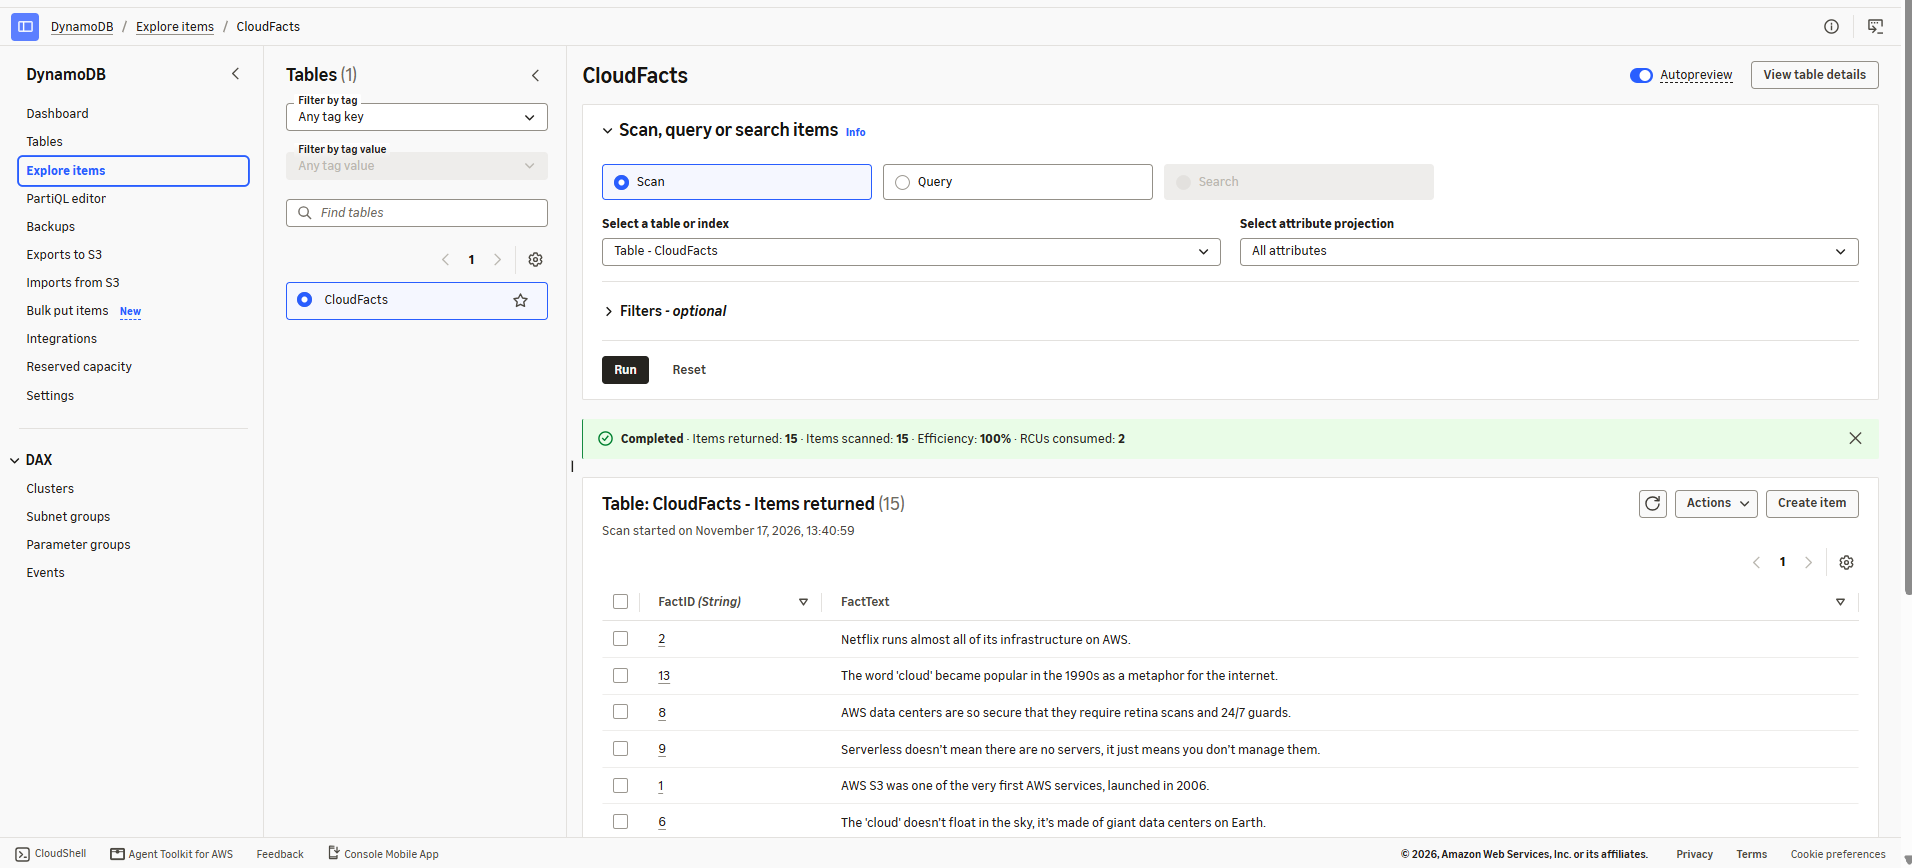 DynamoDB / Explore items / CloudFacts
DynamoDB
Dashboard
Tables
Explore items
PartiQL editor
Backups
Exports to S3
Imports from S3
Bulk put items New
Integrations
Reserved capacity
Settings
DAX
Clusters
Subnet groups
Parameter groups
Events
Tables (1)
Filter by tag
Any tag key
Filter by tag value
Any tag value
Find tables
1
CloudFacts
CloudFacts
Autopreview
View table details
Scan, query or search items Info
Scan
Query
Search
Select a table or index
Table - CloudFacts
Select attribute projection
All attributes
Filters - optional
Run
Reset
Completed · Items returned: 15 · Items scanned: 15 · Efficiency: 100% · RCUs consumed: 2
Table: CloudFacts - Items returned (15)
Scan started on November 17, 2026, 13:40:59
Actions
Create item
1
FactID (String) FactText
2 Netflix runs almost all of its infrastructure on AWS.
13 The word 'cloud' became popular in the 1990s as a metaphor for the internet.
8 AWS data centers are so secure that they require retina scans and 24/7 guards.
9 Serverless doesn't mean there are no servers, it just means you don't manage them.
1 AWS S3 was one of the very first AWS services, launched in 2006.
6 The 'cloud' doesn't float in the sky, it's made of giant data centers on Earth.
CloudShell Agent Toolkit for AWS Feedback Console Mobile App © 2026, Amazon Web Services, Inc. or its affiliates. Privacy Terms Cookie preferences